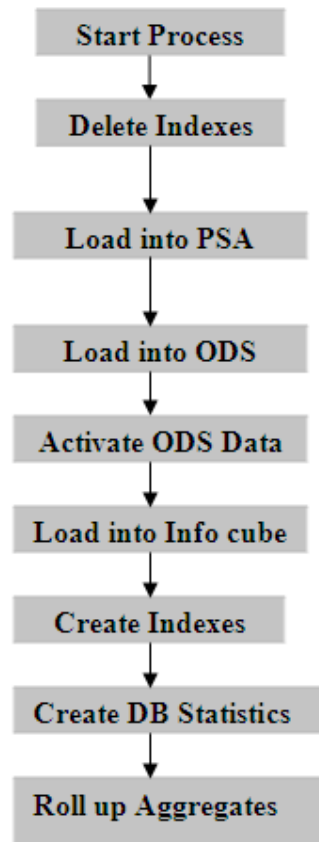 Start Process
Delete Indexes
Load into PSA
Load into ODS
Activate ODS Data
Load into Info cube
Create Indexes
Create DB Statistics
Roll up Aggregates